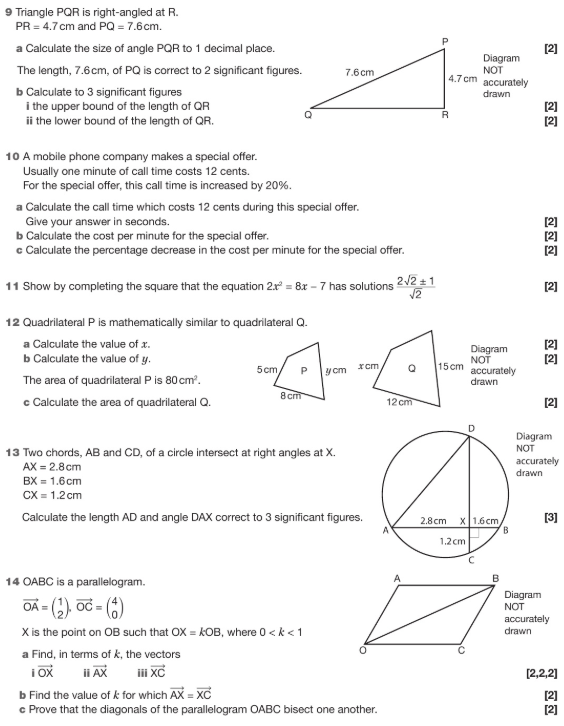 9 Triangle PQR is right-angled at R.
PR = 4.7 cm and PQ = 7.6 cm.
a Calculate the size of angle PQR to 1 decimal place. [2]
The length, 7.6 cm, of PQ is correct to 2 significant figures.
b Calculate to 3 significant figures
i the upper bound of the length of QR [2]
ii the lower bound of the length of QR. [2]
P
7.6 cm
4.7 cm
Q
R
Diagram
NOT
accurately
drawn
10 A mobile phone company makes a special offer.
Usually one minute of call time costs 12 cents.
For the special offer, this call time is increased by 20%.
a Calculate the call time which costs 12 cents during this special offer.
Give your answer in seconds. [2]
b Calculate the cost per minute for the special offer. [2]
c Calculate the percentage decrease in the cost per minute for the special offer. [2]
11 Show by completing the square that the equation 2x² = 8x – 7 has solutions (2√2 ± 1)/√2 [2]
12 Quadrilateral P is mathematically similar to quadrilateral Q.
a Calculate the value of x. [2]
b Calculate the value of y. [2]
The area of quadrilateral P is 80 cm².
c Calculate the area of quadrilateral Q. [2]
5 cm
P
y cm
8 cm
x cm
Q
15 cm
12 cm
Diagram
NOT
accurately
drawn
13 Two chords, AB and CD, of a circle intersect at right angles at X.
AX = 2.8 cm
BX = 1.6 cm
CX = 1.2 cm
Calculate the length AD and angle DAX correct to 3 significant figures. [3]
D
A
2.8cm X 1.6cm
B
1.2cm
C
Diagram
NOT
accurately
drawn
14 OABC is a parallelogram.
→OA = (1 2), →OC = (4 0)
X is the point on OB such that OX = kOB, where 0 < k < 1
a Find, in terms of k, the vectors
i →OX ii →AX iii →XC [2,2,2]
b Find the value of k for which →AX = →XC [2]
c Prove that the diagonals of the parallelogram OABC bisect one another. [2]
A
B
O
C
Diagram
NOT
accurately
drawn